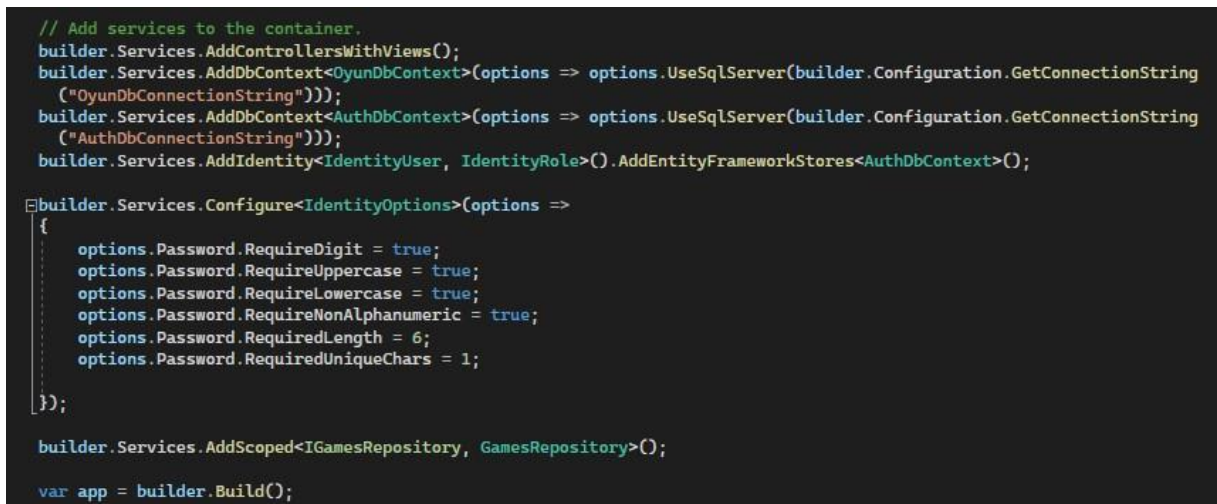 // Add services to the container.
builder.Services.AddControllersWithViews();
builder.Services.AddDbContext<OyunDbContext>(options => options.UseSqlServer(builder.Configuration.GetConnectionString
("OyunDbConnectionString")));
builder.Services.AddDbContext<AuthDbContext>(options => options.UseSqlServer(builder.Configuration.GetConnectionString
("AuthDbConnectionString")));
builder.Services.AddIdentity<IdentityUser, IdentityRole>().AddEntityFrameworkStores<AuthDbContext>();
builder.Services.Configure<IdentityOptions>(options =>
{
options.Password.RequireDigit = true;
options.Password.RequireUppercase = true;
options.Password.RequireLowercase = true;
options.Password.RequireNonAlphanumeric = true;
options.Password.RequiredLength = 6;
options.Password.RequiredUniqueChars = 1;
});
builder.Services.AddScoped<IGamesRepository, GamesRepository>();
var app = builder.Build();